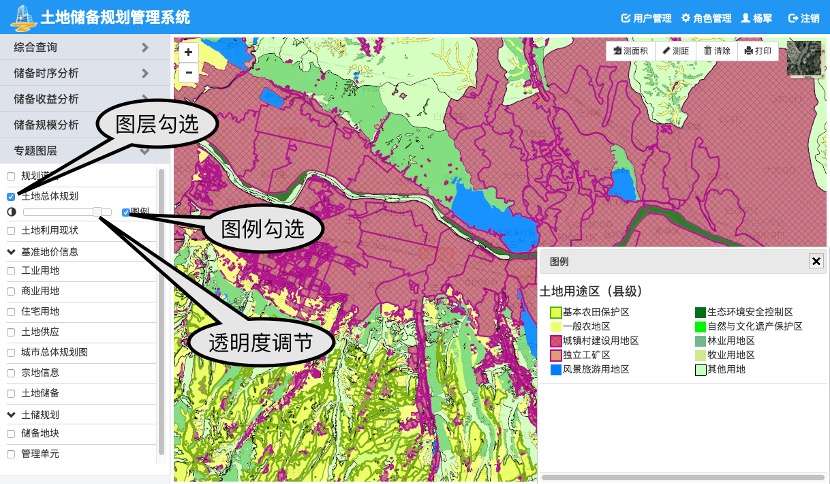 土地储备规划管理系统
用户管理 角色管理 杨军 注销
综合查询
储备时序分析
储备收益分析
储备规模分析
专题图层
规划道
土地总体规划
图例
土地利用现状
基准地价信息
工业用地
商业用地
住宅用地
土地供应
城市总体规划图
宗地信息
土地储备
土储规划
储备地块
管理单元
图层勾选
图例勾选
透明度调节
+
-
测面积 测距 清除 打印
图例
土地用途区（县级）
基本农田保护区 生态环境安全控制区
一般农地区 自然与文化遗产保护区
城镇村建设用地区 林业用地区
独立工矿区 牧业用地区
风景旅游用地区 其他用地